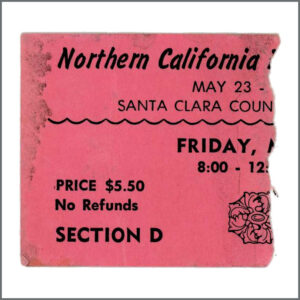 Northern California
MAY 23 -
SANTA CLARA COUN
FRIDAY, M
8:00 - 12:
PRICE $5.50
No Refunds
SECTION D